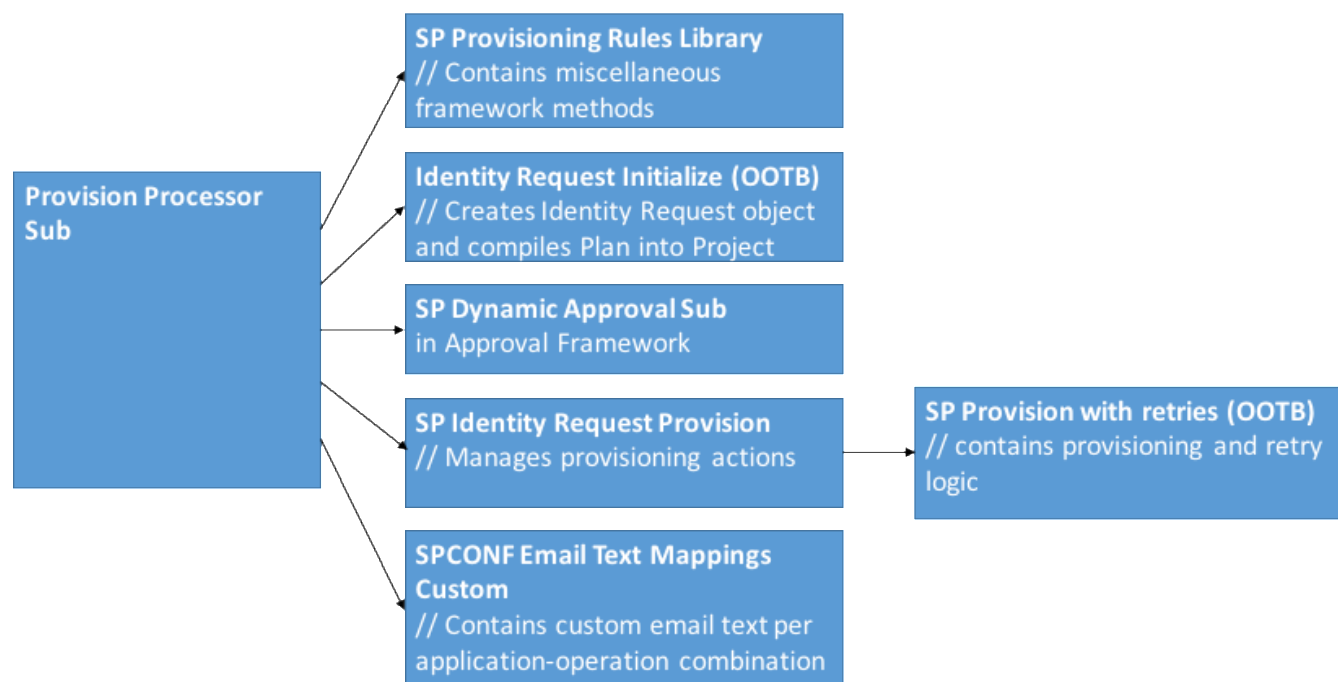 SP Provisioning Rules Library
// Contains miscellaneous
framework methods
Provision Processor
Sub
Identity Request Initialize (OOTB)
// Creates Identity Request object
and compiles Plan into Project
SP Dynamic Approval Sub
in Approval Framework
SP Identity Request Provision
// Manages provisioning actions
SP Provision with retries (OOTB)
// contains provisioning and retry
logic
SPCONF Email Text Mappings
Custom
// Contains custom email text per
application-operation combination